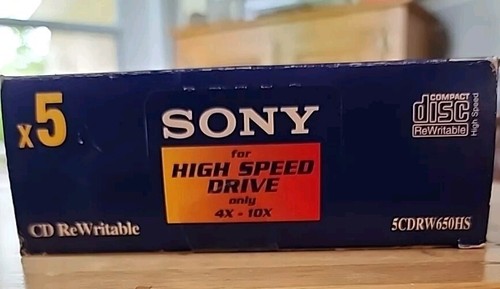 x5
SONY
for
HIGH SPEED
DRIVE
only
4X - 10X
COMPACT
disc
ReWritable
High Speed
CD ReWritable
5CDRW650HS